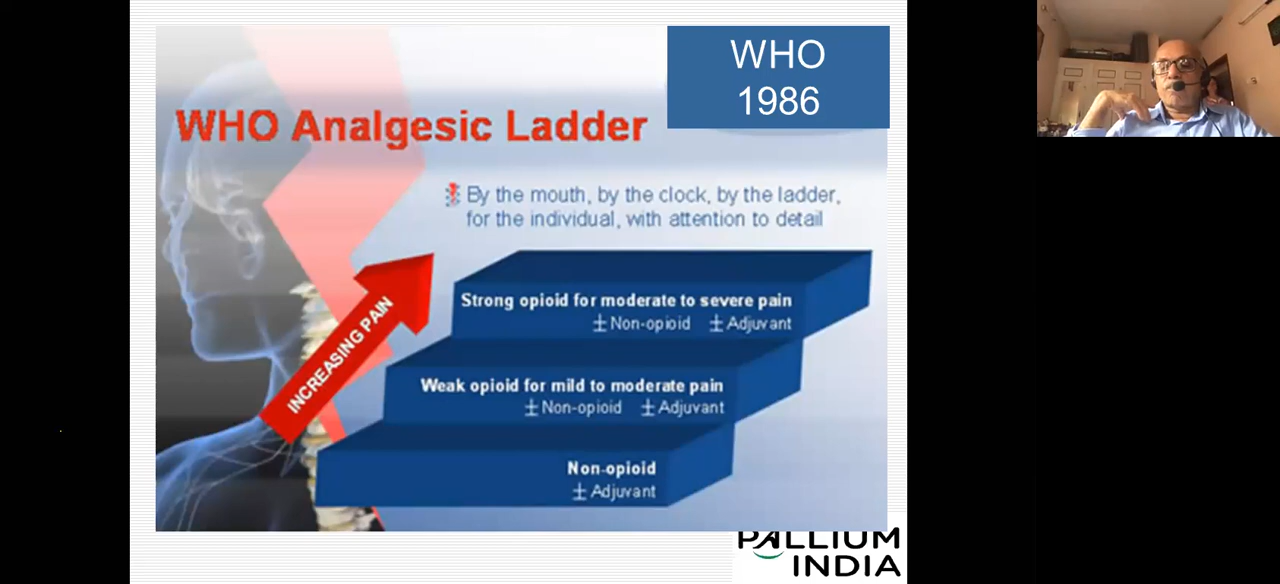 WHO
1986
WHO Analgesic Ladder
By the mouth, by the clock, by the ladder,
for the individual, with attention to detail
INCREASING PAIN
Strong opioid for moderate to severe pain
± Non-opioid ± Adjuvant
Weak opioid for mild to moderate pain
± Non-opioid ± Adjuvant
Non-opioid
± Adjuvant
PALLIUM
INDIA